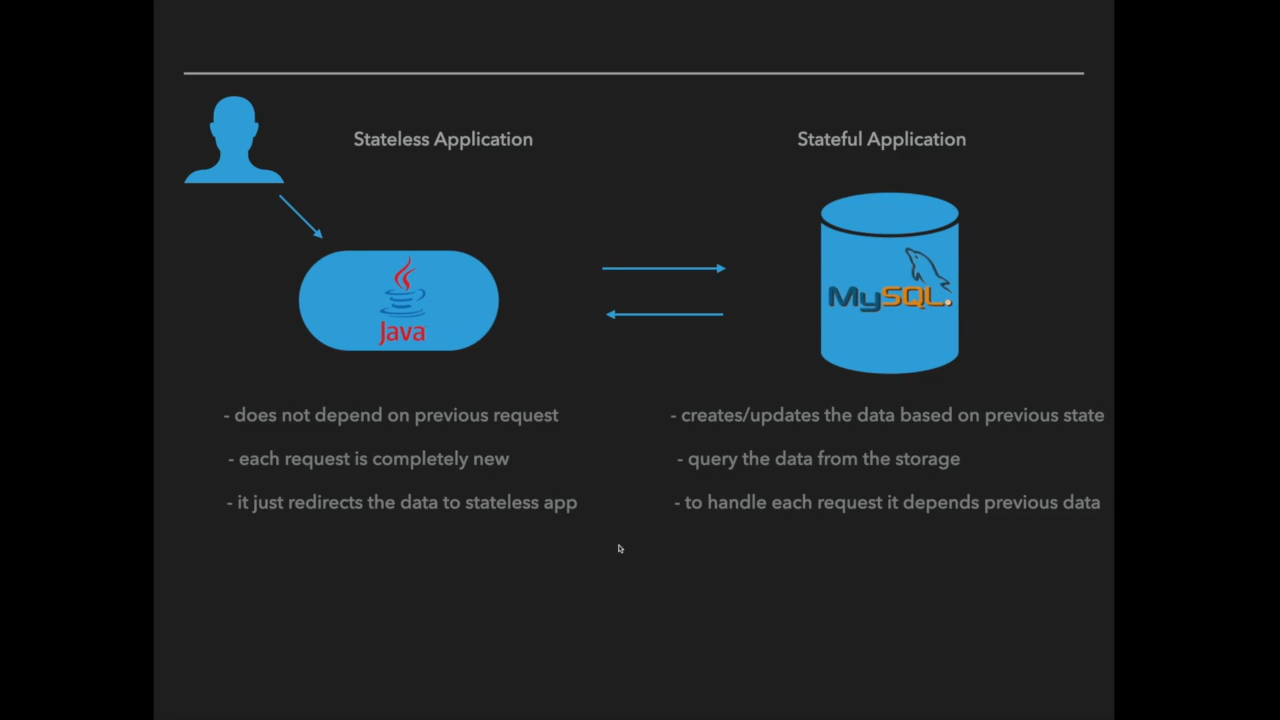 Stateless Application
Stateful Application
Java
MySQL.
- does not depend on previous request
- each request is completely new
- it just redirects the data to stateless app
- creates/updates the data based on previous state
- query the data from the storage
- to handle each request it depends previous data